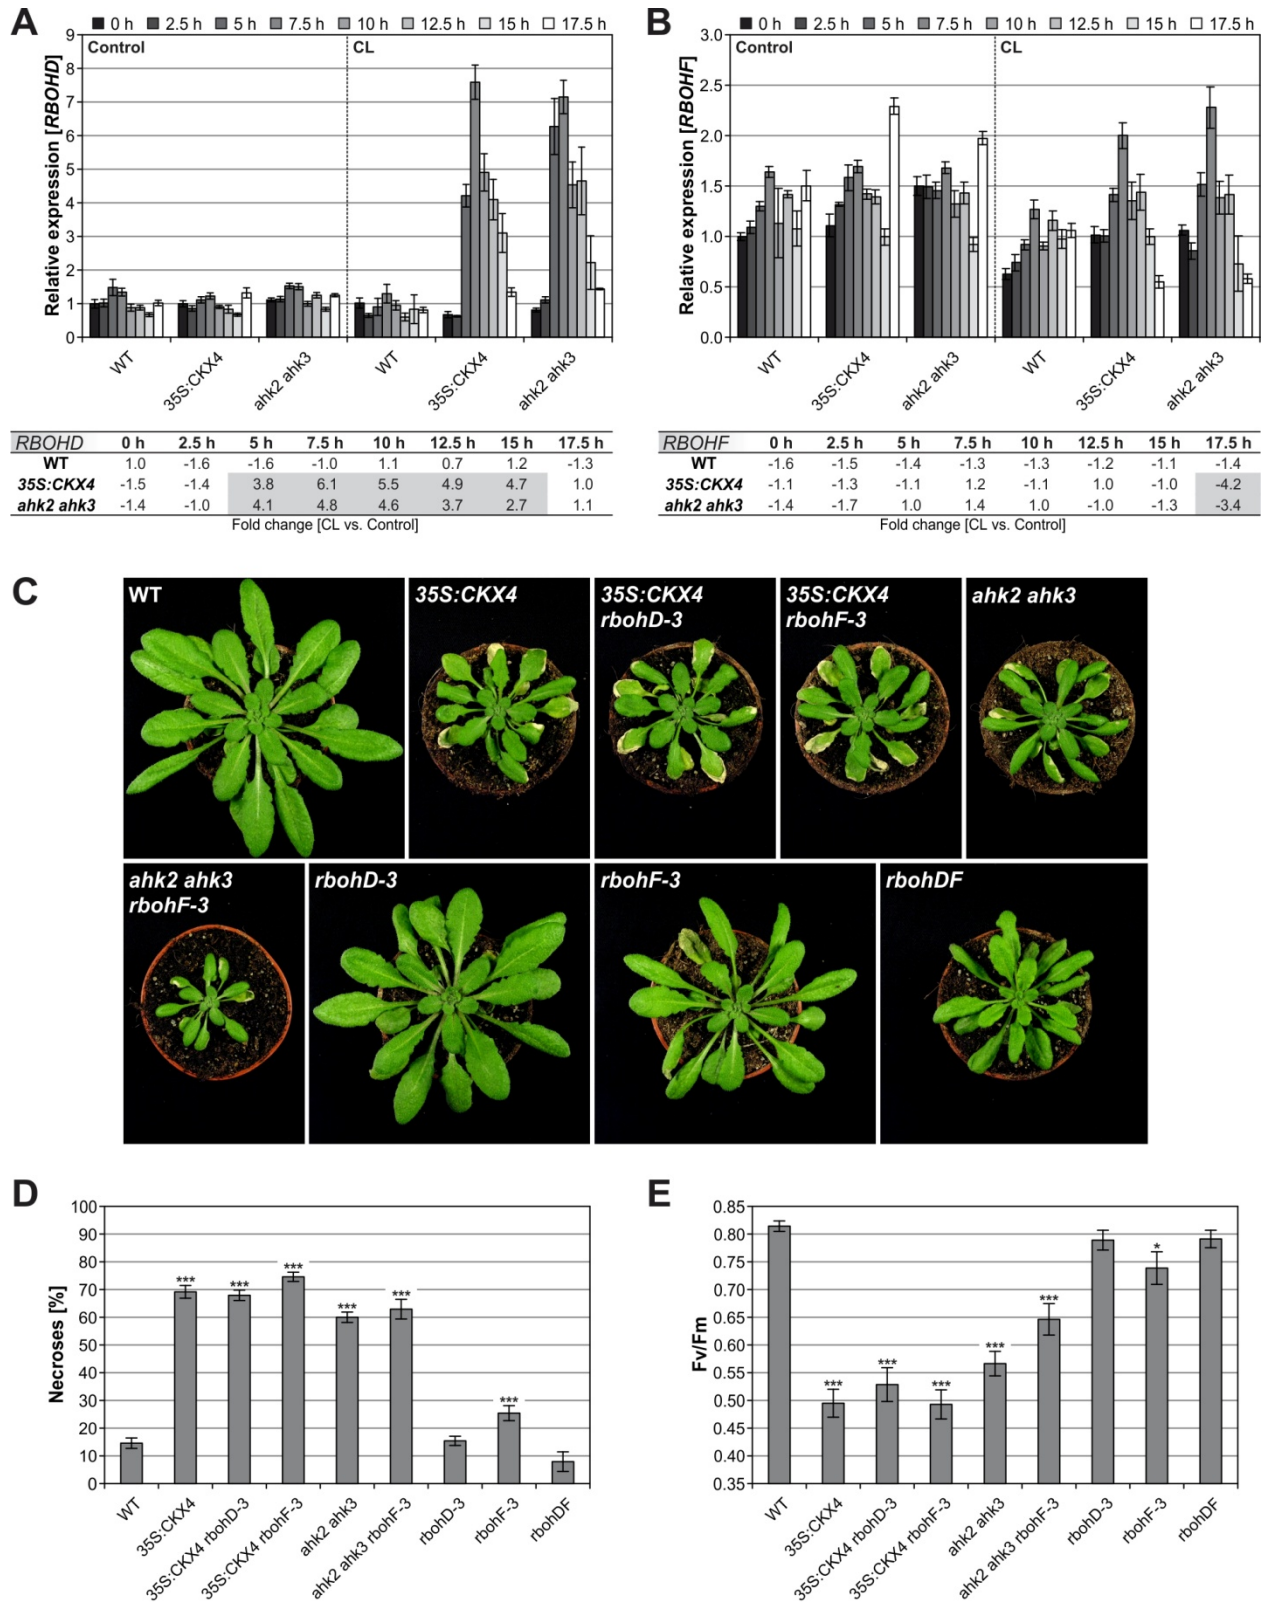 A
0 h 2.5 h 5 h 7.5 h 10 h 12.5 h 15 h 17.5 h
Control CL
Relative expression [RBOHD]
9
8
7
6
5
4
3
2
1
0
WT 35S:CKX4 ahk2 ahk3 WT 35S:CKX4 ahk2 ahk3
RBOHD 0 h 2.5 h 5 h 7.5 h 10 h 12.5 h 15 h 17.5 h
WT 1.0 -1.6 -1.6 -1.0 1.1 0.7 1.2 -1.3
35S:CKX4 -1.5 -1.4 3.8 6.1 5.5 4.9 4.7 1.0
ahk2 ahk3 -1.4 -1.0 4.1 4.8 4.6 3.7 2.7 1.1
Fold change [CL vs. Control]
B
0 h 2.5 h 5 h 7.5 h 10 h 12.5 h 15 h 17.5 h
Control CL
Relative expression [RBOHF]
3.0
2.5
2.0
1.5
1.0
0.5
0.0
WT 35S:CKX4 ahk2 ahk3 WT 35S:CKX4 ahk2 ahk3
RBOHF 0 h 2.5 h 5 h 7.5 h 10 h 12.5 h 15 h 17.5 h
WT -1.6 -1.5 -1.4 -1.3 -1.3 -1.2 -1.1 -1.4
35S:CKX4 -1.1 -1.3 -1.1 1.2 -1.1 1.0 -1.0 -4.2
ahk2 ahk3 -1.4 -1.7 1.0 1.4 1.0 -1.0 -1.3 -3.4
Fold change [CL vs. Control]
C
WT
35S:CKX4
35S:CKX4
rbohD-3
35S:CKX4
rbohF-3
ahk2 ahk3
ahk2 ahk3
rbohF-3
rbohD-3
rbohF-3
rbohDF
D
Necroses [%]
100
90
80
70
60
50
40
30
20
10
0
*** *** *** *** *** ***
WT 35S:CKX4 35S:CKX4 rbohD-3 35S:CKX4 rbohF-3 ahk2 ahk3 ahk2 ahk3 rbohF-3 rbohD-3 rbohF-3 rbohDF
E
Fv/Fm
0.85
0.80
0.75
0.70
0.65
0.60
0.55
0.50
0.45
0.40
0.35
*** *** *** *** *** *
WT 35S:CKX4 35S:CKX4 rbohD-3 35S:CKX4 rbohF-3 ahk2 ahk3 ahk2 ahk3 rbohF-3 rbohD-3 rbohF-3 rbohDF